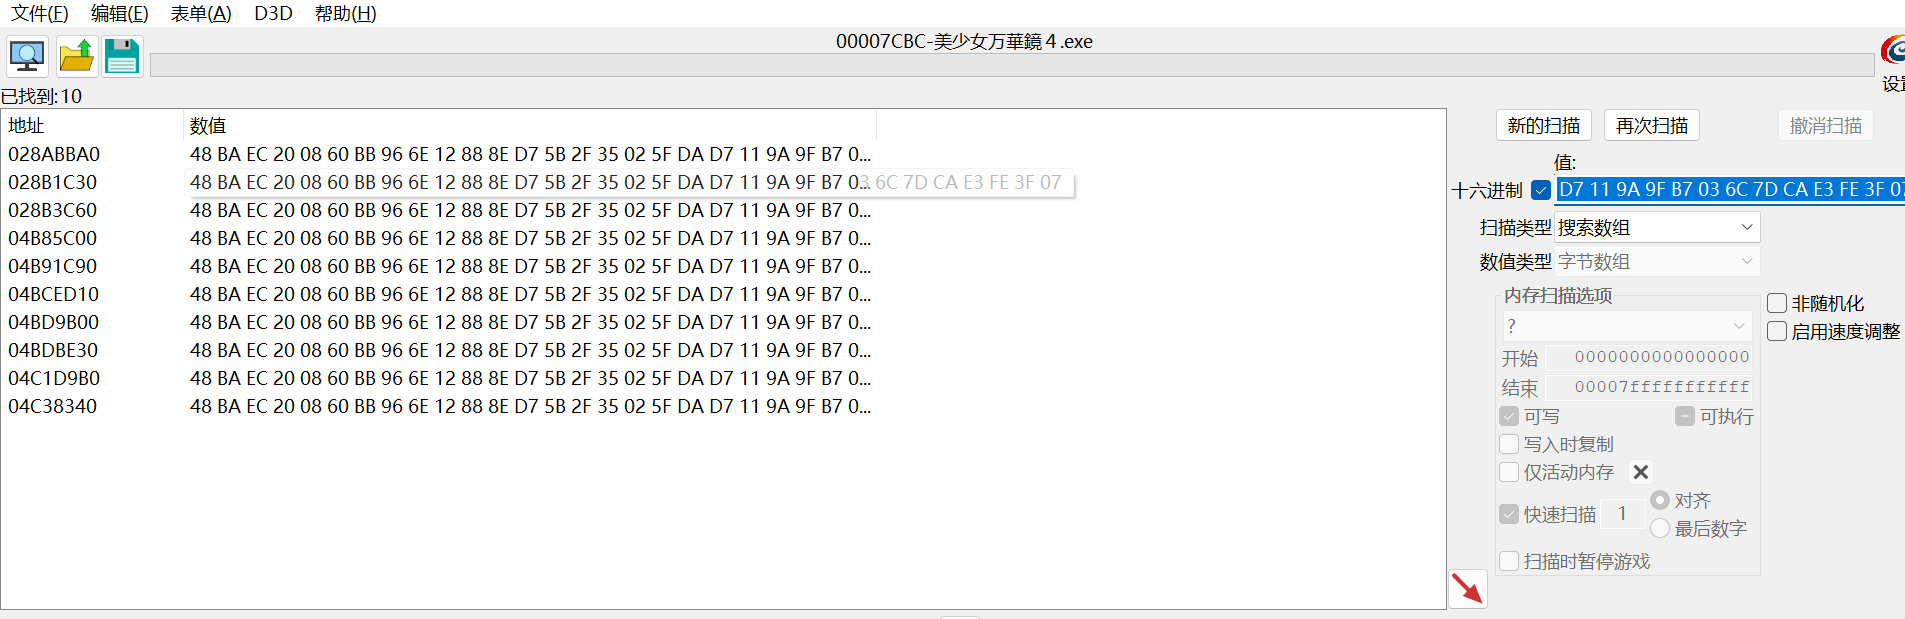 文件(F) 编辑(E) 表单(A) D3D 帮助(H)
00007CBC-美少女万華鏡４.exe
设置
已找到:10
地址 数值
028ABBA0 48 BA EC 20 08 60 BB 96 6E 12 88 8E D7 5B 2F 35 02 5F DA D7 11 9A 9F B7 0...
028B1C30 48 BA EC 20 08 60 BB 96 6E 12 88 8E D7 5B 2F 35 02 5F DA D7 11 9A 9F B7 0... 3 6C 7D CA E3 FE 3F 07
028B3C60 48 BA EC 20 08 60 BB 96 6E 12 88 8E D7 5B 2F 35 02 5F DA D7 11 9A 9F B7 0...
04B85C00 48 BA EC 20 08 60 BB 96 6E 12 88 8E D7 5B 2F 35 02 5F DA D7 11 9A 9F B7 0...
04B91C90 48 BA EC 20 08 60 BB 96 6E 12 88 8E D7 5B 2F 35 02 5F DA D7 11 9A 9F B7 0...
04BCED10 48 BA EC 20 08 60 BB 96 6E 12 88 8E D7 5B 2F 35 02 5F DA D7 11 9A 9F B7 0...
04BD9B00 48 BA EC 20 08 60 BB 96 6E 12 88 8E D7 5B 2F 35 02 5F DA D7 11 9A 9F B7 0...
04BDBE30 48 BA EC 20 08 60 BB 96 6E 12 88 8E D7 5B 2F 35 02 5F DA D7 11 9A 9F B7 0...
04C1D9B0 48 BA EC 20 08 60 BB 96 6E 12 88 8E D7 5B 2F 35 02 5F DA D7 11 9A 9F B7 0...
04C38340 48 BA EC 20 08 60 BB 96 6E 12 88 8E D7 5B 2F 35 02 5F DA D7 11 9A 9F B7 0...
新的扫描 再次扫描 撤消扫描
值:
十六进制 D7 11 9A 9F B7 03 6C 7D CA E3 FE 3F 07
扫描类型 搜索数组
数值类型 字节数组
内存扫描选项
?
开始 0000000000000000
结束 00007fffffffffff
可写 可执行
写入时复制
仅活动内存
快速扫描 1 对齐
最后数字
扫描时暂停游戏
非随机化
启用速度调整